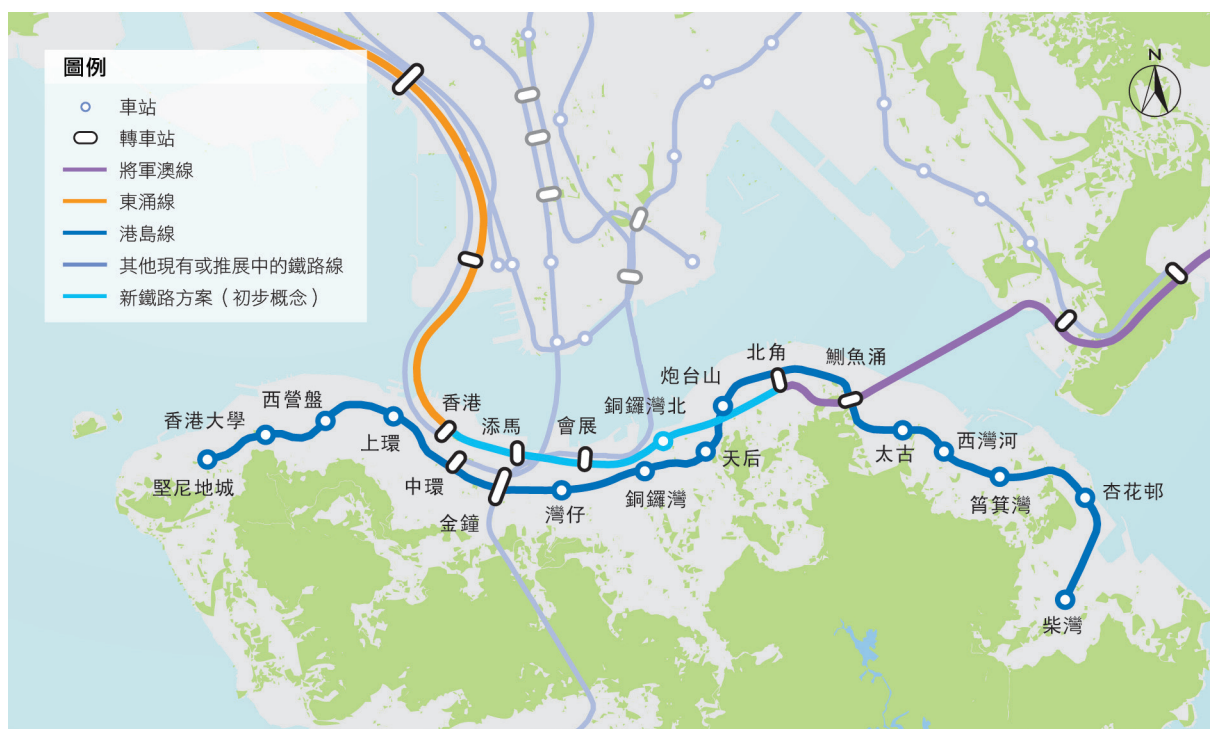 圖例
車站
轉車站
將軍澳線
東涌線
港島線
其他現有或推展中的鐵路線
新鐵路方案（初步概念）
N
北角
鰂魚涌
炮台山
香港
銅鑼灣北
西營盤
添馬
會展
香港大學
上環
天后
太古
西灣河
中環
堅尼地城
銅鑼灣
杏花邨
筲箕灣
灣仔
金鐘
柴灣